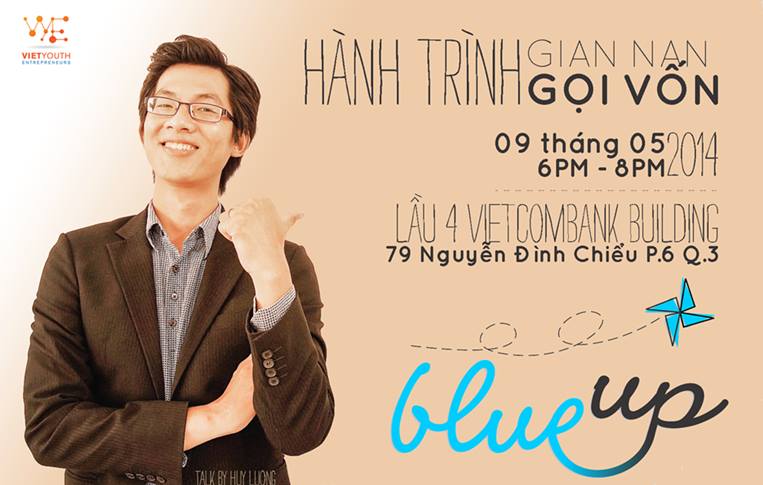 VIETYOUTH
ENTREPRENEURS
HÀNH TRÌNH
GIAN NAN
GỌI VỐN
09 tháng 05
6PM - 8PM
2014
LẦU 4 VIETCOMBANK BUILDING
79 Nguyễn Đình Chiểu P.6 Q.3
blue up
TALK BY HUY LUONG